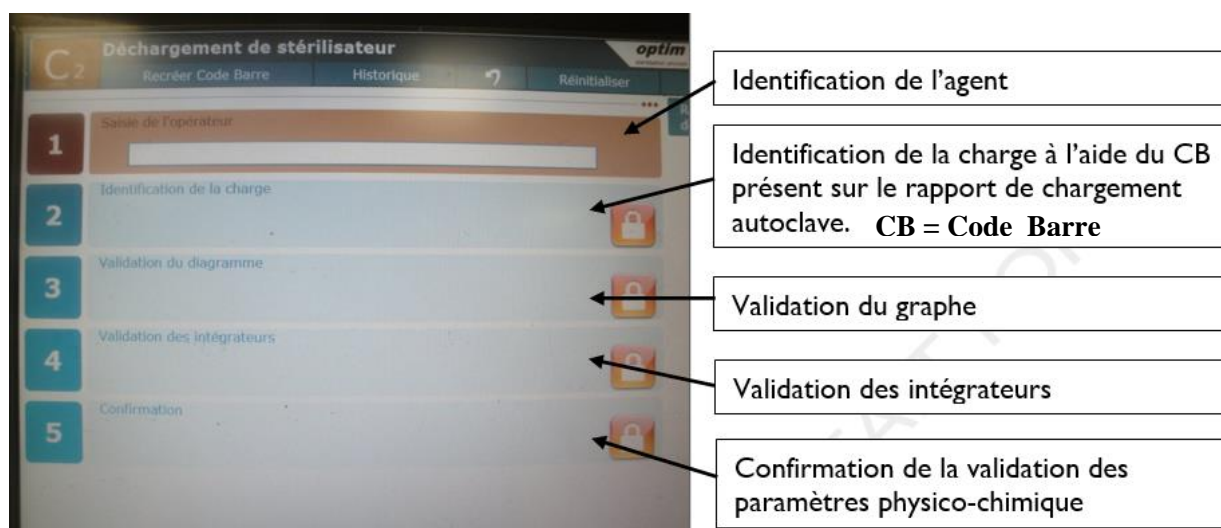 C2
Déchargement de stérilisateur
optim
Recréer Code Barre
Historique
Réinitialiser
1
Saisie de l'opérateur
2
Identification de la charge
3
Validation du diagramme
4
Validation des intégrateurs
5
Confirmation
Identification de l'agent
Identification de la charge à l'aide du CB
présent sur le rapport de chargement
autoclave. CB = Code Barre
Validation du graphe
Validation des intégrateurs
Confirmation de la validation des
paramètres physico-chimique